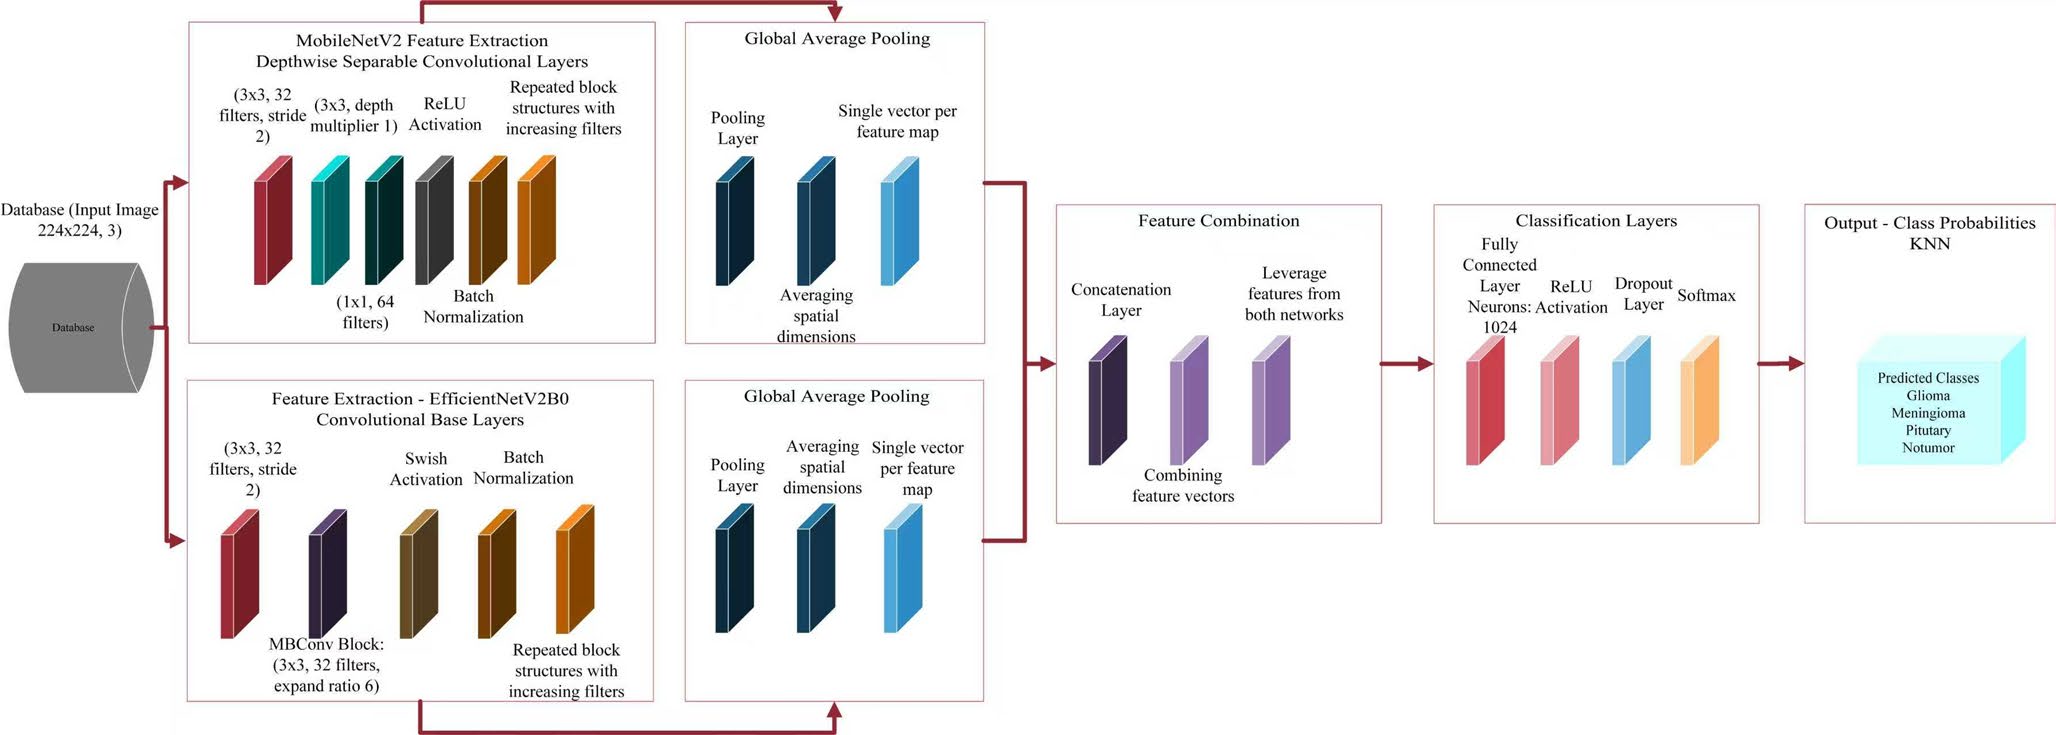 Database (Input Image
224x224, 3)
Database
MobileNetV2 Feature Extraction
Depthwise Separable Convolutional Layers
(3x3, 32
filters, stride
2)
(3x3, depth
multiplier 1)
(1x1, 64
filters)
ReLU
Activation
Batch
Normalization
Repeated block
structures with
increasing filters
Global Average Pooling
Pooling
Layer
Averaging
spatial
dimensions
Single vector per
feature map
Feature Extraction - EfficientNetV2B0
Convolutional Base Layers
(3x3, 32
filters, stride
2)
MBConv Block:
(3x3, 32 filters,
expand ratio 6)
Swish
Activation
Batch
Normalization
Repeated block
structures with
increasing filters
Global Average Pooling
Pooling
Layer
Averaging
spatial
dimensions
Single vector
per feature
map
Feature Combination
Concatenation
Layer
Combining
feature vectors
Leverage
features from
both networks
Classification Layers
Fully
Connected
Layer
Neurons:
1024
ReLU
Activation
Dropout
Layer
Softmax
Output - Class Probabilities
KNN
Predicted Classes
Glioma
Meningioma
Pitutary
Notumor